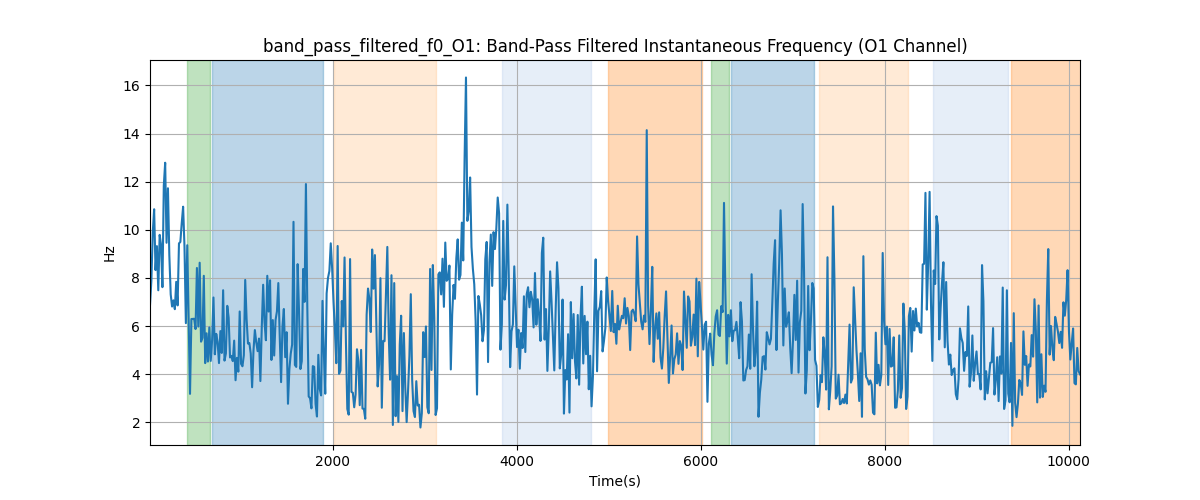 band_pass_filtered_f0_O1: Band-Pass Filtered Instantaneous Frequency (O1 Channel)
16
14
12
10
8
6
4
2
Hz
2000 4000 6000 8000 10000
Time(s)